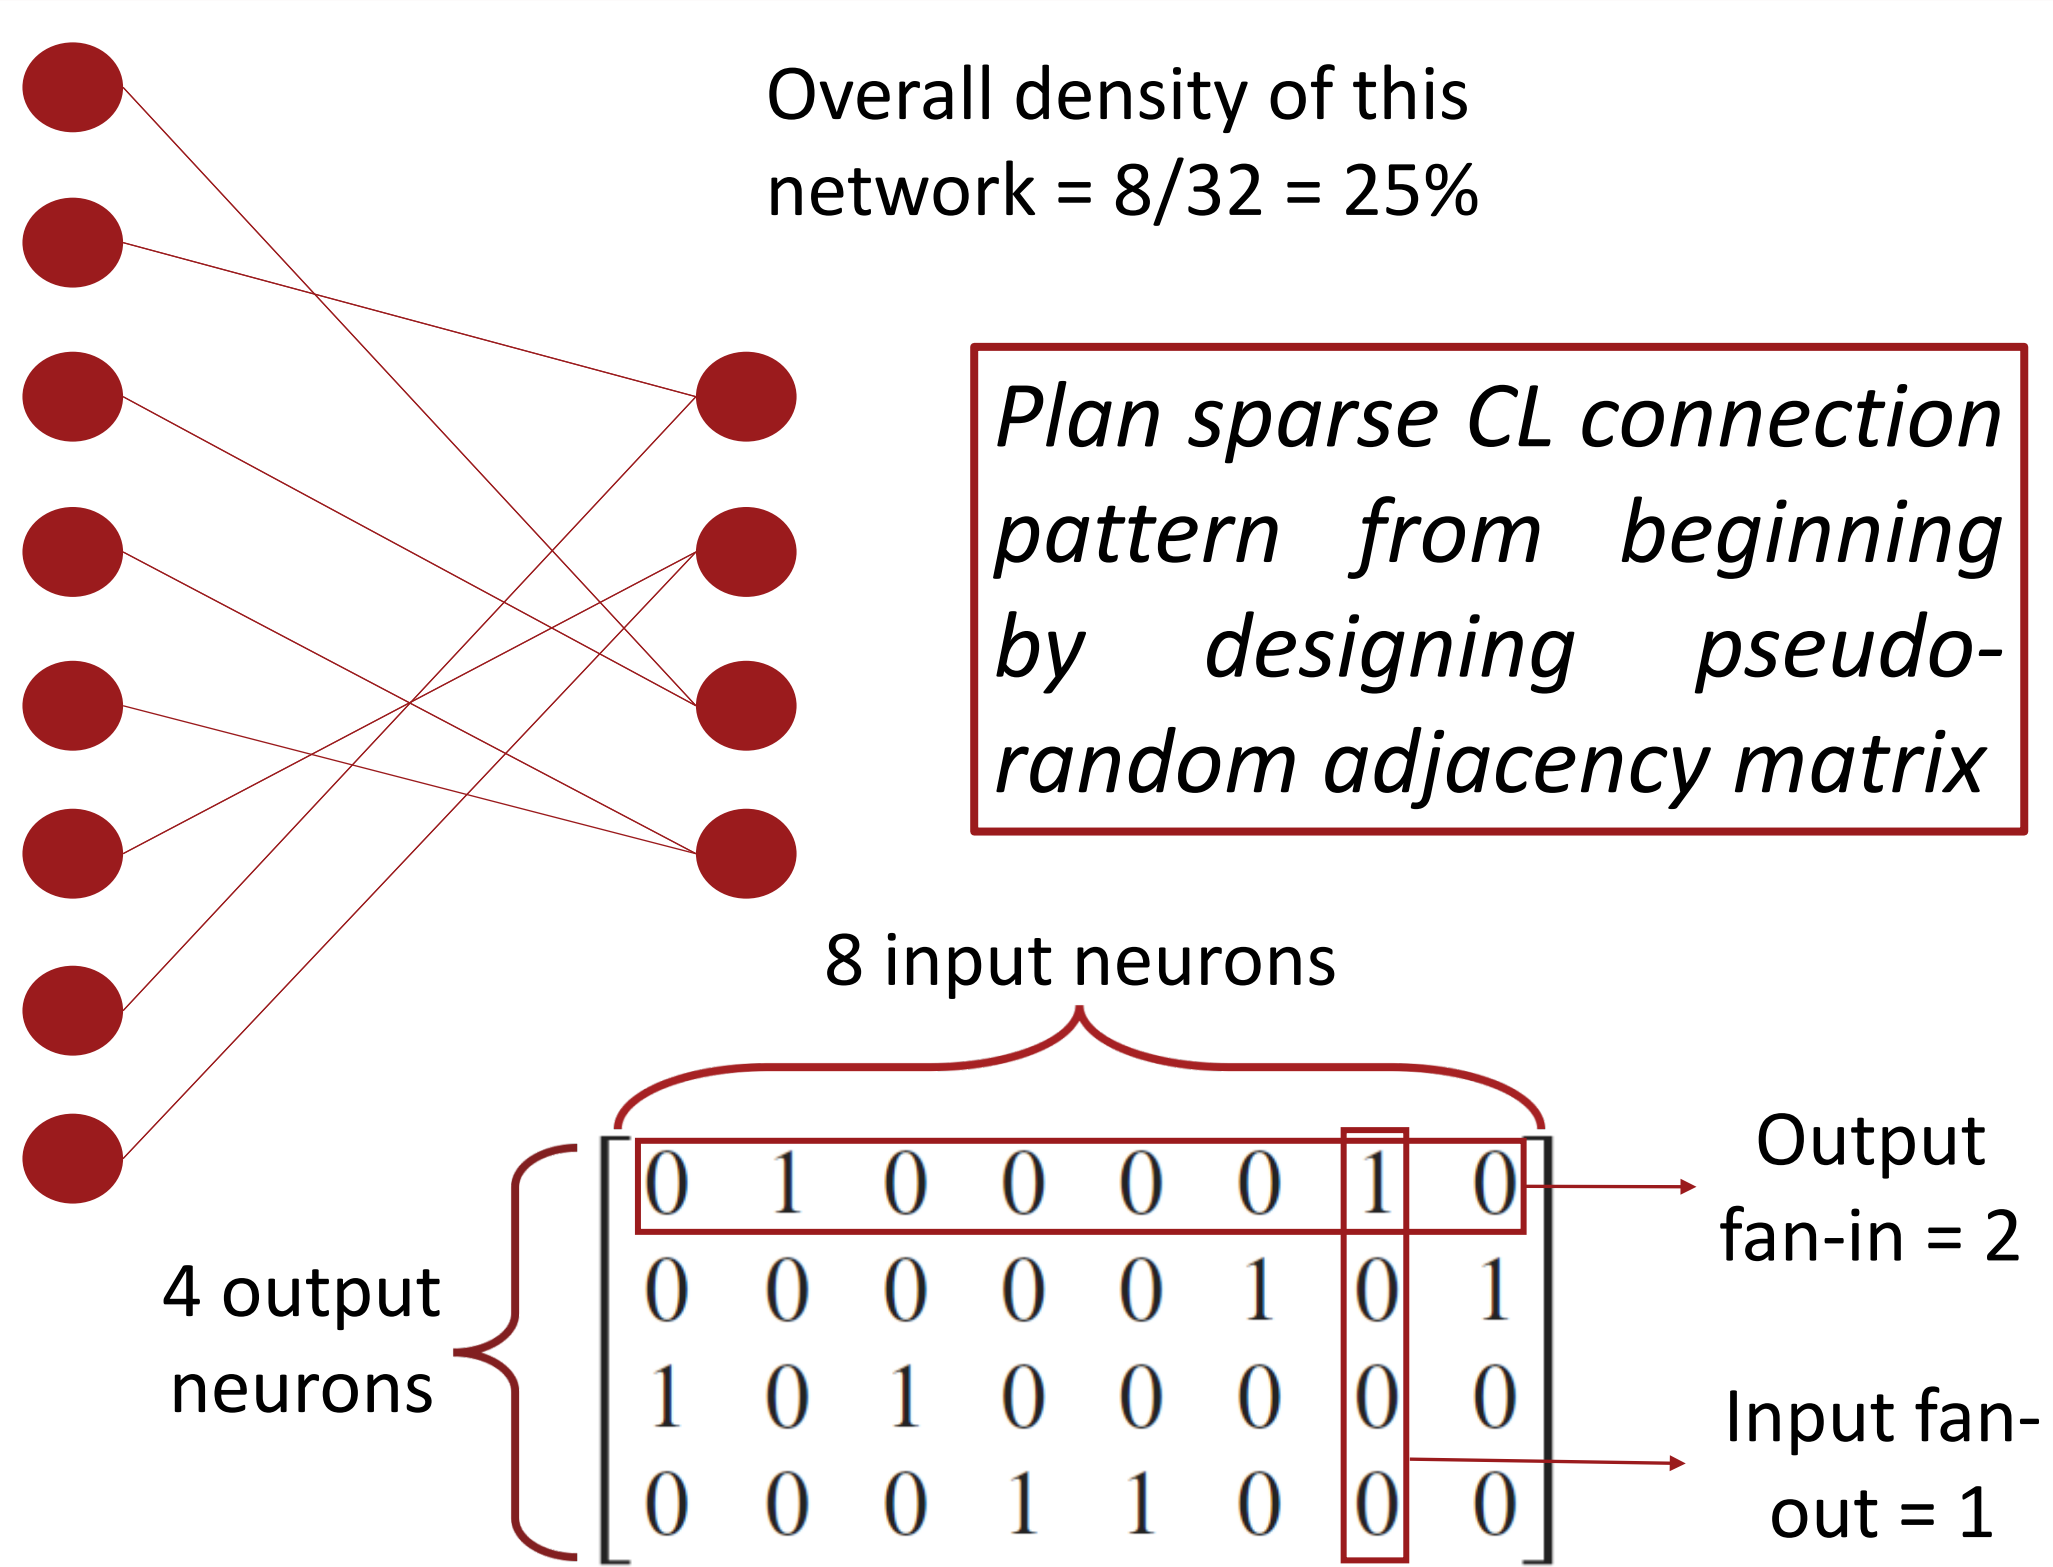 Overall density of this
network = 8/32 = 25%
Plan sparse CL connection
pattern from beginning
by designing pseudo-
random adjacency matrix
8 input neurons
4 output
neurons
0 1 0 0 0 0 1 0
0 0 0 0 0 1 0 1
1 0 1 0 0 0 0 0
0 0 0 1 1 0 0 0
Output
fan-in = 2
Input fan-
out = 1